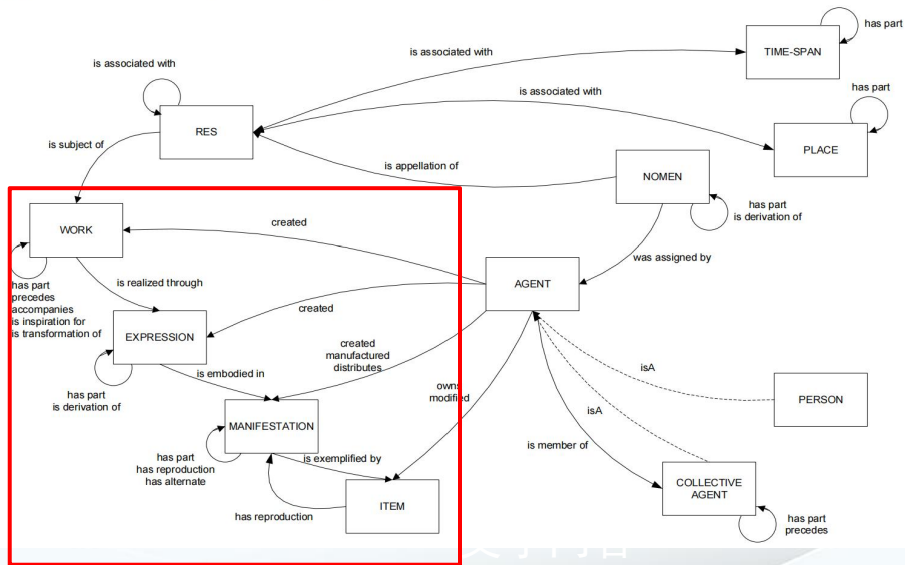 has part
TIME-SPAN
is associated with
is associated with
is associated with
has part
RES
PLACE
is subject of
is appellation of
NOMEN
has part
is derivation of
WORK
created
was assigned by
has part
precedes
accompanies
is inspiration for
is transformation of
is realized through
AGENT
EXPRESSION
created
created
manufactured
distributes
has part
is derivation of
is embodied in
owns
modified
isA
PERSON
isA
MANIFESTATION
is member of
has part
has reproduction
has alternate
is exemplified by
COLLECTIVE
AGENT
has reproduction
ITEM
has part
precedes